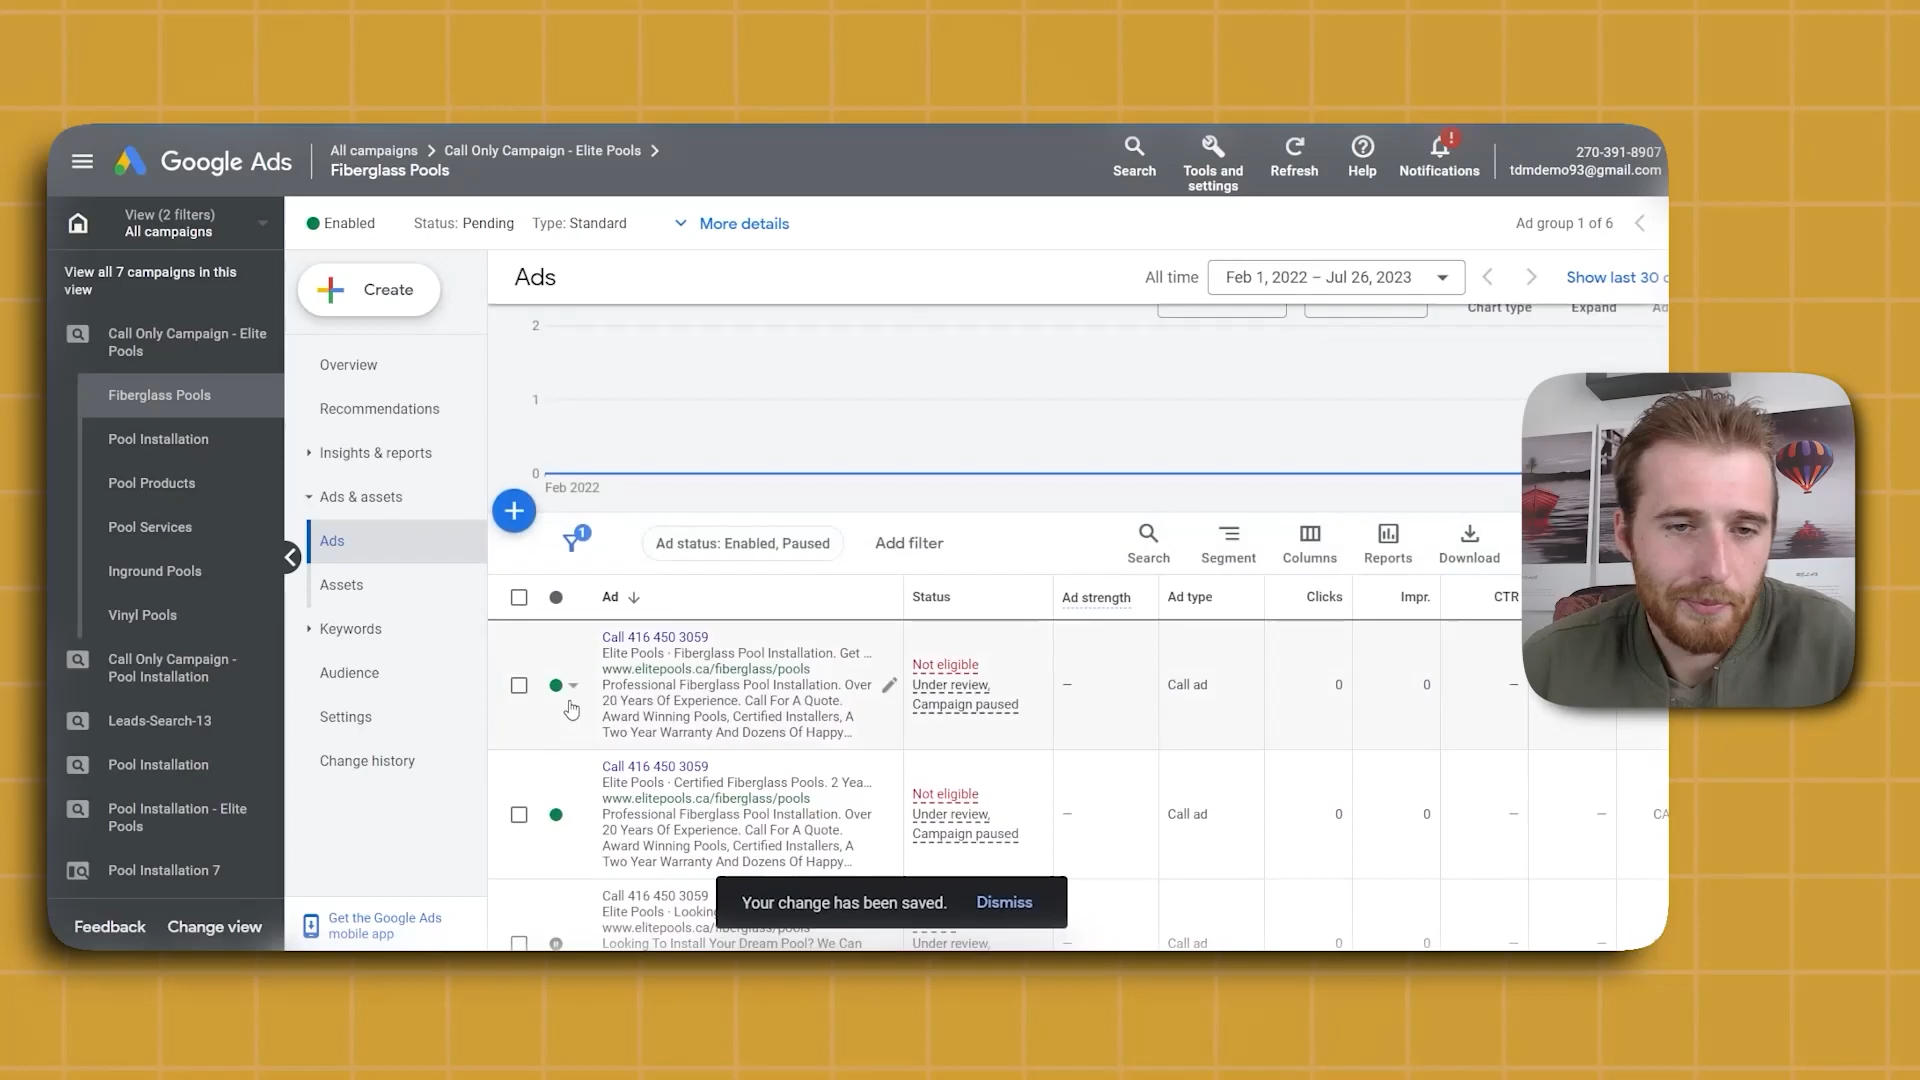 Google Ads
All campaigns
Call Only Campaign - Elite Pools
Fiberglass Pools
Search
Tools and
settings
Refresh
Help
!
Notifications
270-391-8907
tdmdemo93@gmail.com
View (2 filters)
All campaigns
Enabled
Status: Pending
Type: Standard
More details
Ad group 1 of 6
View all 7 campaigns in this
view
Call Only Campaign - Elite
Pools
Fiberglass Pools
Pool Installation
Pool Products
Pool Services
Inground Pools
Vinyl Pools
Call Only Campaign -
Pool Installation
Leads-Search-13
Pool Installation
Pool Installation - Elite
Pools
Pool Installation 7
Feedback
Change view
Create
Overview
Recommendations
Insights & reports
Ads & assets
Ads
Assets
Keywords
Audience
Settings
Change history
Get the Google Ads
mobile app
Ads
All time
Feb 1, 2022 – Jul 26, 2023
Show last 30
Chart type
Expand
2
1
0
Feb 2022
1
Ad status: Enabled, Paused
Add filter
Search
Segment
Columns
Reports
Download
Ad
Status
Ad strength
Ad type
Clicks
Impr.
CTR
Call 416 450 3059
Elite Pools · Fiberglass Pool Installation. Get ...
www.elitepools.ca/fiberglass/pools
Professional Fiberglass Pool Installation. Over
20 Years Of Experience. Call For A Quote.
Award Winning Pools, Certified Installers, A
Two Year Warranty And Dozens Of Happy...
Not eligible
Under review,
Campaign paused
–
Call ad
0
0
–
Call 416 450 3059
Elite Pools · Certified Fiberglass Pools. 2 Yea...
www.elitepools.ca/fiberglass/pools
Professional Fiberglass Pool Installation. Over
20 Years Of Experience. Call For A Quote.
Award Winning Pools, Certified Installers, A
Two Year Warranty And Dozens Of Happy...
Not eligible
Under review,
Campaign paused
–
Call ad
0
0
–
–
CA
Call 416 450 3059
Elite Pools · Lookin
www.elitepools.ca/fiberglass/pools
Looking To Install Your Dream Pool? We Can
Under review,
–
Call ad
0
0
–
–
Your change has been saved.
Dismiss